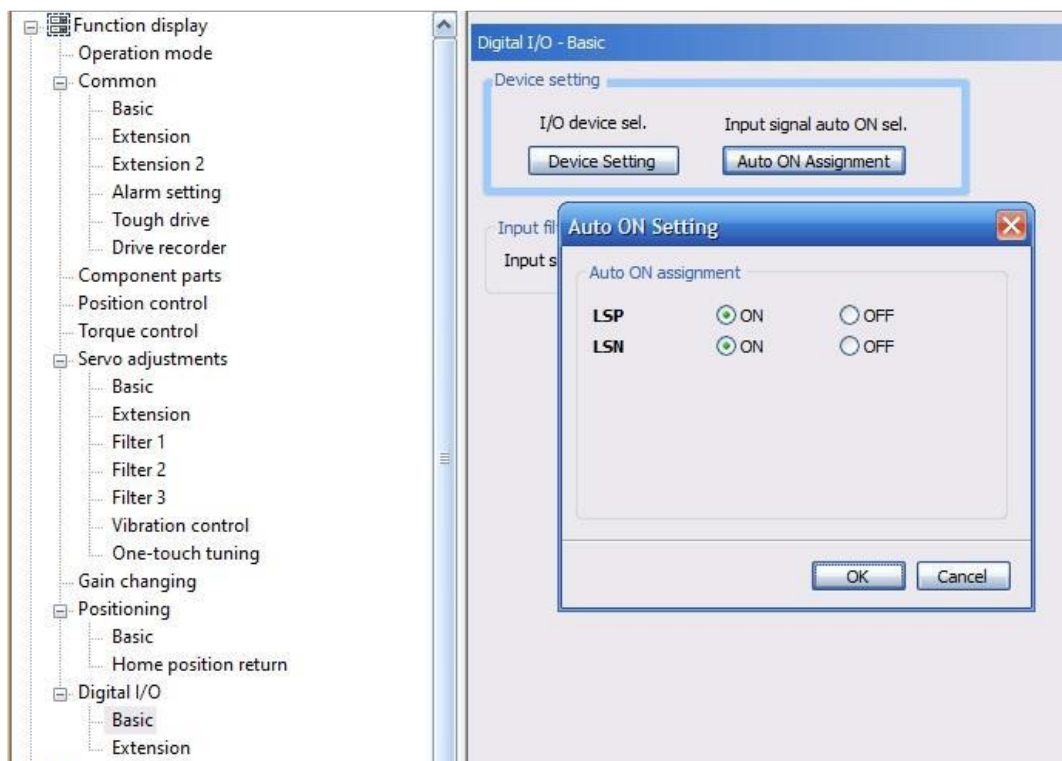 Function display
Operation mode
Common
Basic
Extension
Extension 2
Alarm setting
Tough drive
Drive recorder
Component parts
Position control
Torque control
Servo adjustments
Basic
Extension
Filter 1
Filter 2
Filter 3
Vibration control
One-touch tuning
Gain changing
Positioning
Basic
Home position return
Digital I/O
Basic
Extension
Digital I/O - Basic
Device setting
I/O device sel. Input signal auto ON sel.
Device Setting Auto ON Assignment
Input
Input
Auto ON Setting
Auto ON assignment
LSP ON OFF
LSN ON OFF
OK Cancel